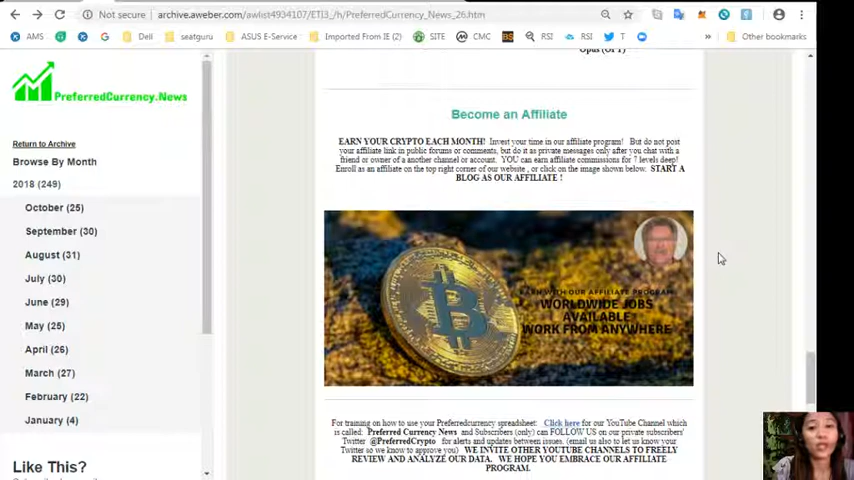 Not secure | archive.aweber.com/awlist4934107/ETI3_/h/PreferredCurrency_News_26.htm
AMS
Dell
seatguru
ASUS E-Service
Imported From IE (2)
SITE
CMC
BS
RSI
RSI
T
»
Other bookmarks
PreferredCurrency.News
Return to Archive
Browse By Month
2018 (249)
October (25)
September (30)
August (31)
July (30)
June (29)
May (25)
April (26)
March (27)
February (22)
January (4)
Like This?
Become an Affiliate
EARN YOUR CRYPTO EACH MONTH! Invest your time in our affiliate program! But do not post
your affiliate link in public forums or comments, but do it as private messages only after you chat with a
friend or owner of a another channel or account. YOU can earn affiliate commissions for 7 levels deep!
Enroll as an affiliate on the top right corner of our website , or click on the image shown below. START A
BLOG AS OUR AFFILIATE !
EARN WITH OUR AFFILIATE PROGRAM
WORLDWIDE JOBS
AVAILABLE
WORK FROM ANYWHERE
For training on how to use your Preferredcurrency spreadsheet: Click here for our YouTube Channel which
is called: Preferred Currency News and Subscribers (only) can FOLLOW US on our private subscribers'
Twitter @PreferredCrypto for alerts and updates between issues. (email us also to let us know your
Twitter so we know to approve you) WE INVITE OTHER YOUTUBE CHANNELS TO FREELY
REVIEW AND ANALYZE OUR DATA. WE HOPE YOU EMBRACE OUR AFFILIATE
PROGRAM.